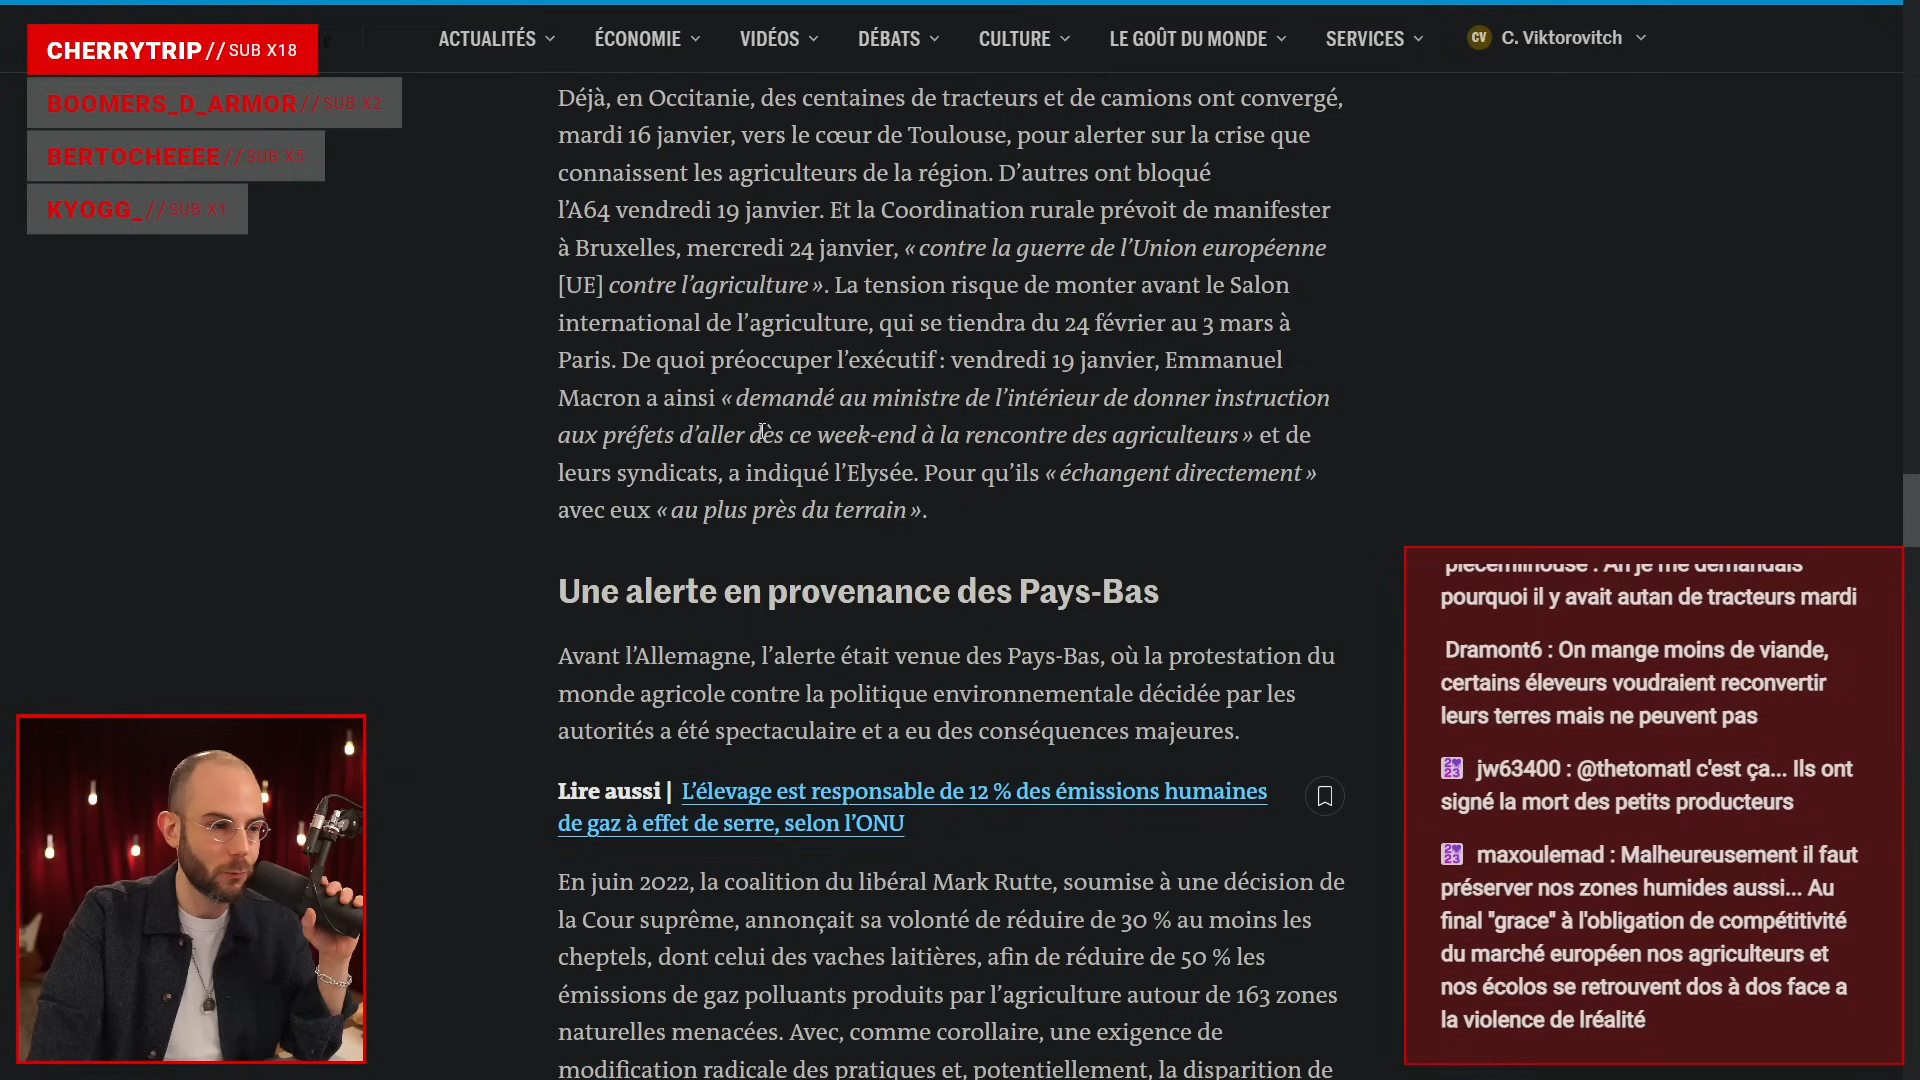 CHERRYTRIP // SUB X18
BOOMERS_D_ARMOR // SUB X2
BERTOCHEEEE // SUB X5
KYOGG_ // SUB X1
ACTUALITÉS ÉCONOMIE VIDÉOS DÉBATS CULTURE LE GOÛT DU MONDE SERVICES CV C. Viktorovitch
Déjà, en Occitanie, des centaines de tracteurs et de camions ont convergé,
mardi 16 janvier, vers le cœur de Toulouse, pour alerter sur la crise que
connaissent les agriculteurs de la région. D’autres ont bloqué
l’A64 vendredi 19 janvier. Et la Coordination rurale prévoit de manifester
à Bruxelles, mercredi 24 janvier, « contre la guerre de l’Union européenne
[UE] contre l’agriculture ». La tension risque de monter avant le Salon
international de l’agriculture, qui se tiendra du 24 février au 3 mars à
Paris. De quoi préoccuper l’exécutif : vendredi 19 janvier, Emmanuel
Macron a ainsi « demandé au ministre de l’intérieur de donner instruction
aux préfets d’aller dès ce week-end à la rencontre des agriculteurs » et de
leurs syndicats, a indiqué l’Elysée. Pour qu’ils « échangent directement »
avec eux « au plus près du terrain ».
Une alerte en provenance des Pays-Bas
Avant l’Allemagne, l’alerte était venue des Pays-Bas, où la protestation du
monde agricole contre la politique environnementale décidée par les
autorités a été spectaculaire et a eu des conséquences majeures.
Lire aussi | L’élevage est responsable de 12 % des émissions humaines
de gaz à effet de serre, selon l’ONU
En juin 2022, la coalition du libéral Mark Rutte, soumise à une décision de
la Cour suprême, annonçait sa volonté de réduire de 30 % au moins les
cheptels, dont celui des vaches laitières, afin de réduire de 50 % les
émissions de gaz polluants produits par l’agriculture autour de 163 zones
naturelles menacées. Avec, comme corollaire, une exigence de
modification radicale des pratiques et, potentiellement, la disparition de
piecemilhouse : Ah je me demandais
pourquoi il y avait autan de tracteurs mardi
Dramont6 : On mange moins de viande,
certains éleveurs voudraient reconvertir
leurs terres mais ne peuvent pas
jw63400 : @thetomatl c'est ça... Ils ont
signé la mort des petits producteurs
maxoulemad : Malheureusement il faut
préserver nos zones humides aussi... Au
final "grace" à l'obligation de compétitivité
du marché européen nos agriculteurs et
nos écolos se retrouvent dos à dos face a
la violence de lréalité